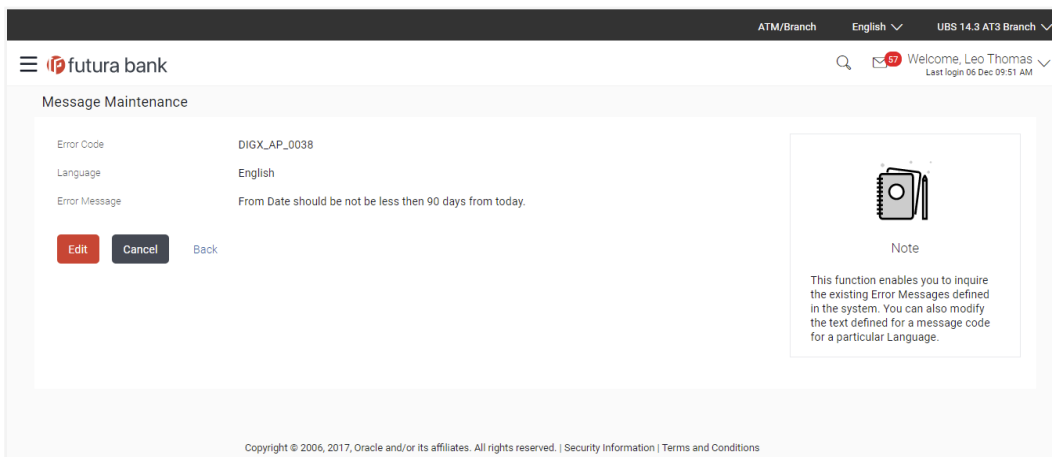 ATM/Branch English UBS 14.3 AT3 Branch
futura bank
57
Welcome, Leo Thomas
Last login 06 Dec 09:51 AM
Message Maintenance
Error Code DIGX_AP_0038
Language English
Error Message From Date should be not be less then 90 days from today.
Edit Cancel Back
Note
This function enables you to inquire
the existing Error Messages defined
in the system. You can also modify
the text defined for a message code
for a particular Language.
Copyright © 2006, 2017, Oracle and/or its affiliates. All rights reserved. | Security Information | Terms and Conditions